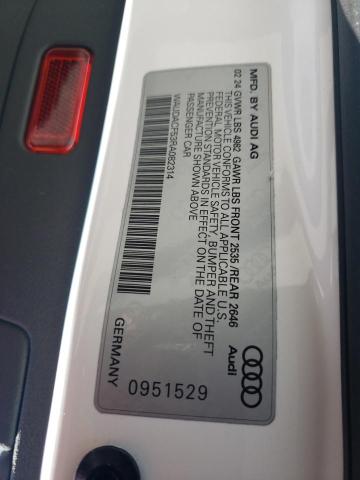 MFD. BY AUDI AG
02 24 GVWR LBS 4982 GAWR LBS FRONT 2535 /REAR 2646
THIS VEHICLE CONFORMS TO ALL APPLICABLE U.S.
FEDERAL MOTOR VEHICLE SAFETY, BUMPER AND THEFT
PREVENTION STANDARDS IN EFFECT ON THE DATE OF
MANUFACTURE SHOWN ABOVE
PASSENGER CAR
WAUDACF53RA082314
Audi
GERMANY
0951529